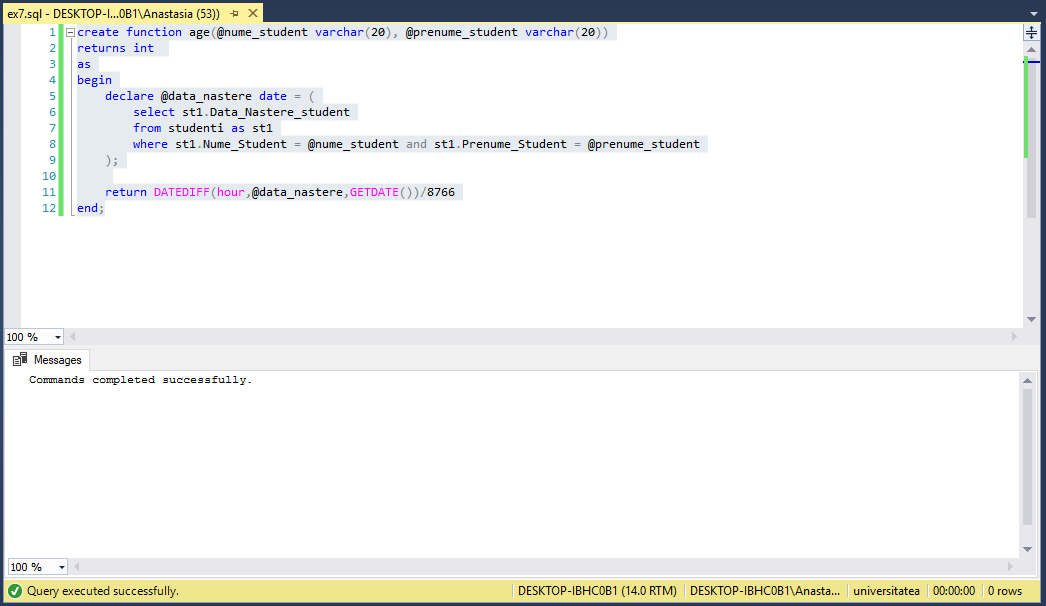 ex7.sql - DESKTOP-I...0B1\Anastasia (53))
1 create function age(@nume_student varchar(20), @prenume_student varchar(20))
2 returns int
3 as
4 begin
5 declare @data_nastere date = (
6 select st1.Data_Nastere_student
7 from studenti as st1
8 where st1.Nume_Student = @nume_student and st1.Prenume_Student = @prenume_student
9 );
10
11 return DATEDIFF(hour,@data_nastere,GETDATE())/8766
12 end;
100 %
Messages
Commands completed successfully.
100 %
Query executed successfully. DESKTOP-IBHC0B1 (14.0 RTM) DESKTOP-IBHC0B1\Anasta... universitatea 00:00:00 0 rows